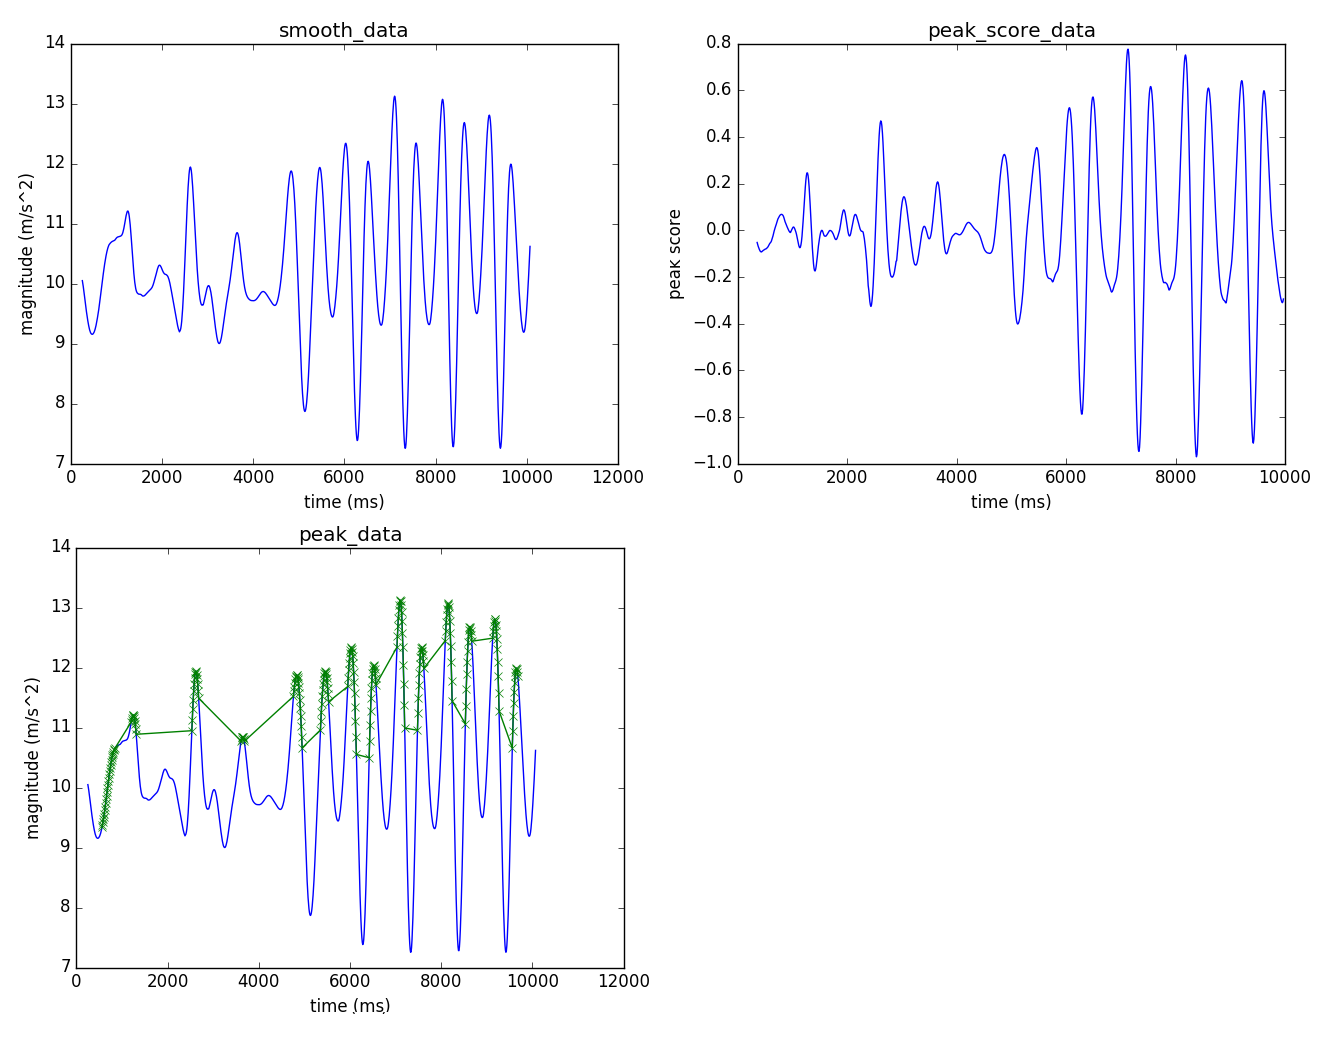 smooth_data
14
13
12
11
10
9
8
7
magnitude (m/s^2)
0 2000 4000 6000 8000 10000 12000
time (ms)
peak_score_data
0.8
0.6
0.4
0.2
0.0
−0.2
−0.4
−0.6
−0.8
−1.0
peak score
0 2000 4000 6000 8000 10000
time (ms)
peak_data
14
13
12
11
10
9
8
7
magnitude (m/s^2)
0 2000 4000 6000 8000 10000 12000
time (ms)